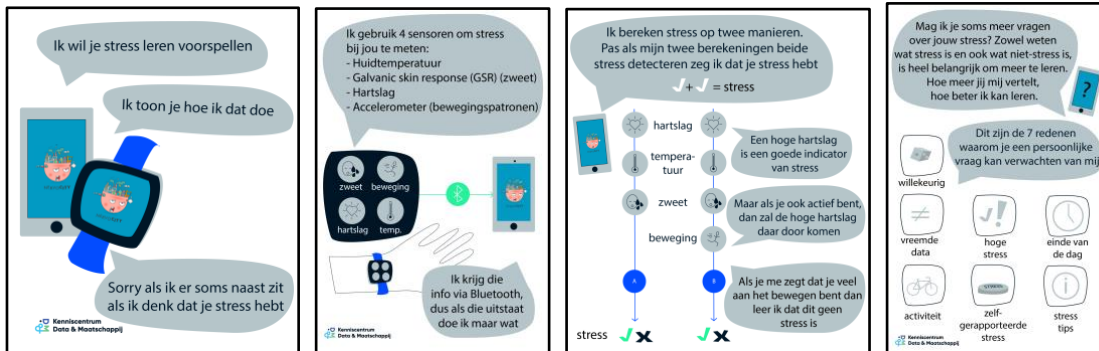 Ik wil je stress leren voorspellen
Ik toon je hoe ik dat doe
Sorry als ik er soms naast zit
als ik denk dat je stress hebt
Kenniscentrum
Data & Maatschappij
Ik gebruik 4 sensoren om stress
bij jou te meten:
- Huidtemperatuur
- Galvanic skin response (GSR) (zweet)
- Hartslag
- Accelerometer (bewegingspatronen)
zweet
beweging
hartslag
temp.
Ik krijg die
info via Bluetooth,
dus als die uitstaat
doe ik maar wat
Kenniscentrum
Data & Maatschappij
Ik bereken stress op twee manieren.
Pas als mijn twee berekeningen beide
stress detecteren zeg ik dat je stress hebt
√ + √ = stress
hartslag
Een hoge hartslag
is een goede indicator
van stress
tempera-
tuur
zweet
Maar als je ook actief bent,
dan zal de hoge hartslag
daar door komen
beweging
A
B
Als je me zegt dat je veel
aan het bewegen bent dan
leer ik dat dit geen
stress is
stress
Kenniscentrum
Data & Maatschappij
Mag ik je soms meer vragen
over jouw stress? Zowel weten
wat stress is en ook wat niet-stress is,
is heel belangrijk om meer te leren.
Hoe meer jij mij vertelt,
hoe beter ik kan leren.
?
Dit zijn de 7 redenen
waarom je een persoonlijke
vraag kan verwachten van mij
willekeurig
≠
vreemde
data
hoge
stress
einde van
de dag
activiteit
STRESS
zelf-
gerapporteerde
stress
i
stress
tips
Kenniscentrum
Data & Maatschappij